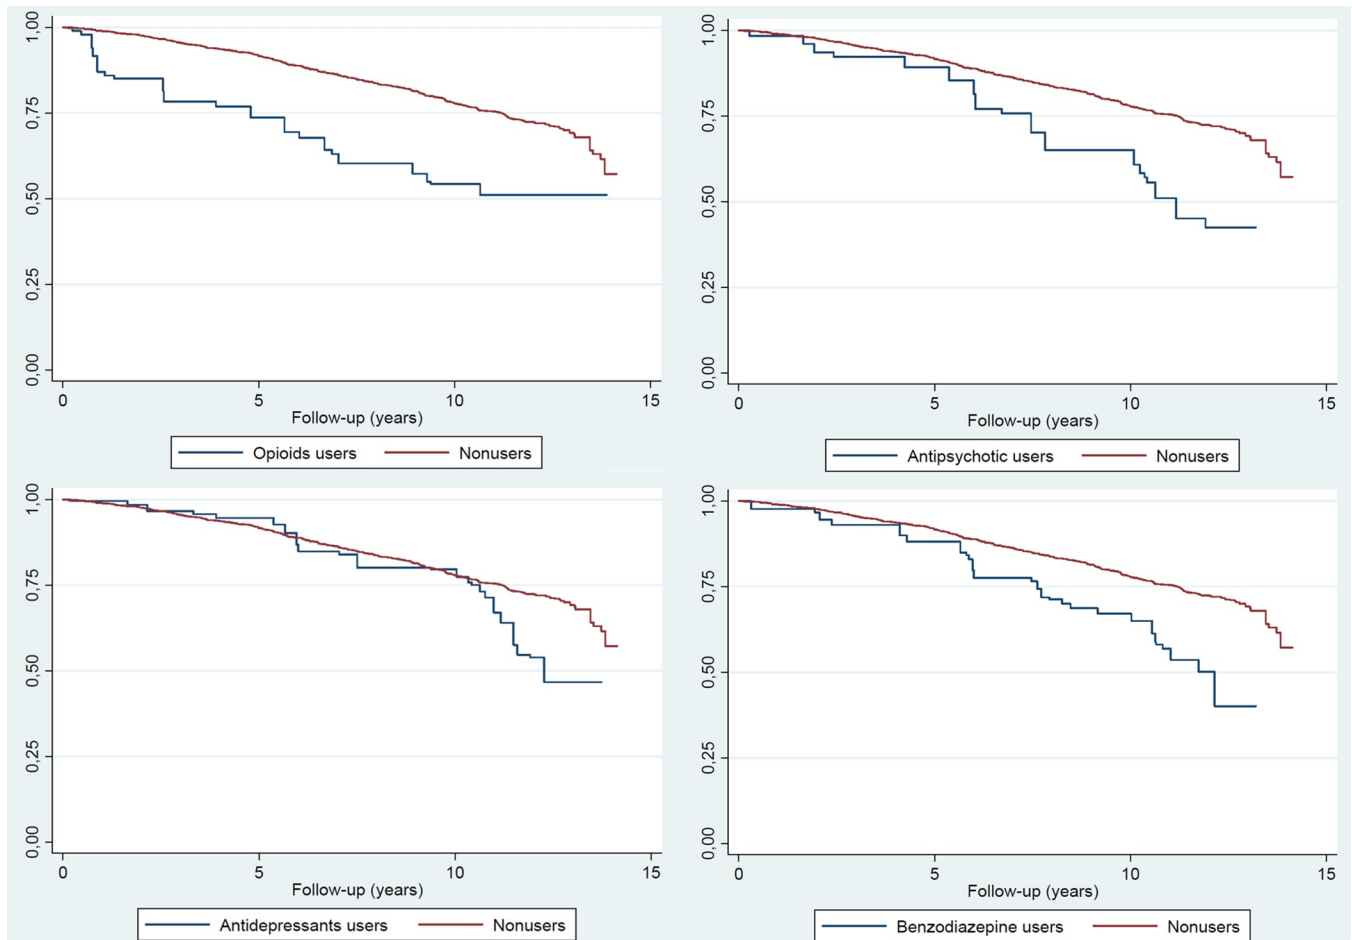 1,00
0,75
0,50
0,25
0,00
0 5 10 15
Follow-up (years)
Opioids users Nonusers
1,00
0,75
0,50
0,25
0,00
0 5 10 15
Follow-up (years)
Antipsychotic users Nonusers
1,00
0,75
0,50
0,25
0,00
0 5 10 15
Follow-up (years)
Antidepressants users Nonusers
1,00
0,75
0,50
0,25
0,00
0 5 10 15
Follow-up (years)
Benzodiazepine users Nonusers